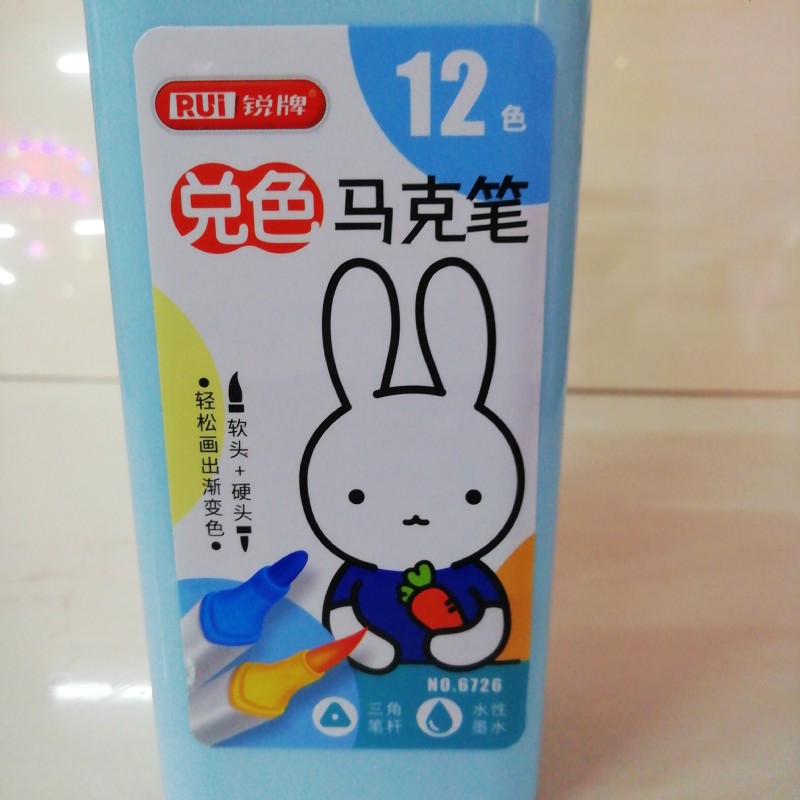 RUi 锐牌®
12色
兑色马克笔
软头+硬头
轻松画出渐变色
NO.6726
三角
笔杆
水性
墨水